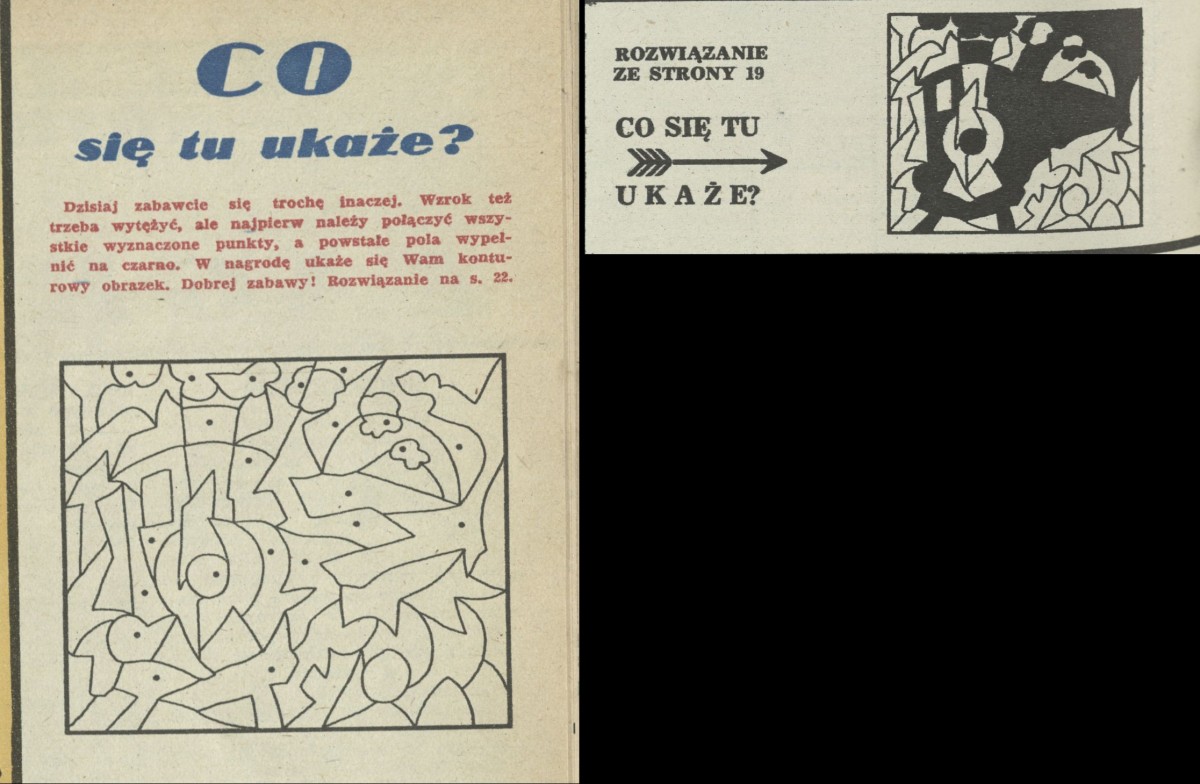 CO
się tu ukaże?
Dzisiaj zabawcie się trochę inaczej. Wzrok też
trzeba wytężyć, ale najpierw należy połączyć wszy-
stkie wyznaczone punkty, a powstałe pola wypeł-
nić na czarno. W nagrodę ukaże się Wam kontu-
rowy obrazek. Dobrej zabawy! Rozwiązanie na s. 22.
ROZWIĄZANIE
ZE STRONY 19
CO SIĘ TU
UKAŻE?